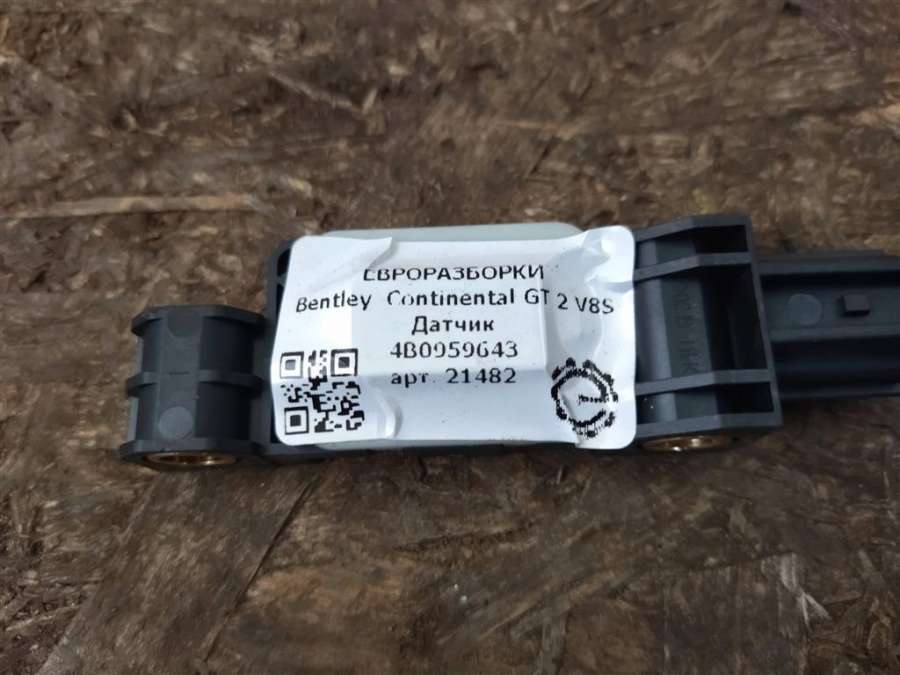 ЕВРОРАЗБОРКИ
Bentley Continental GT 2 V8S
Датчик
4B0959643
арт. 21482